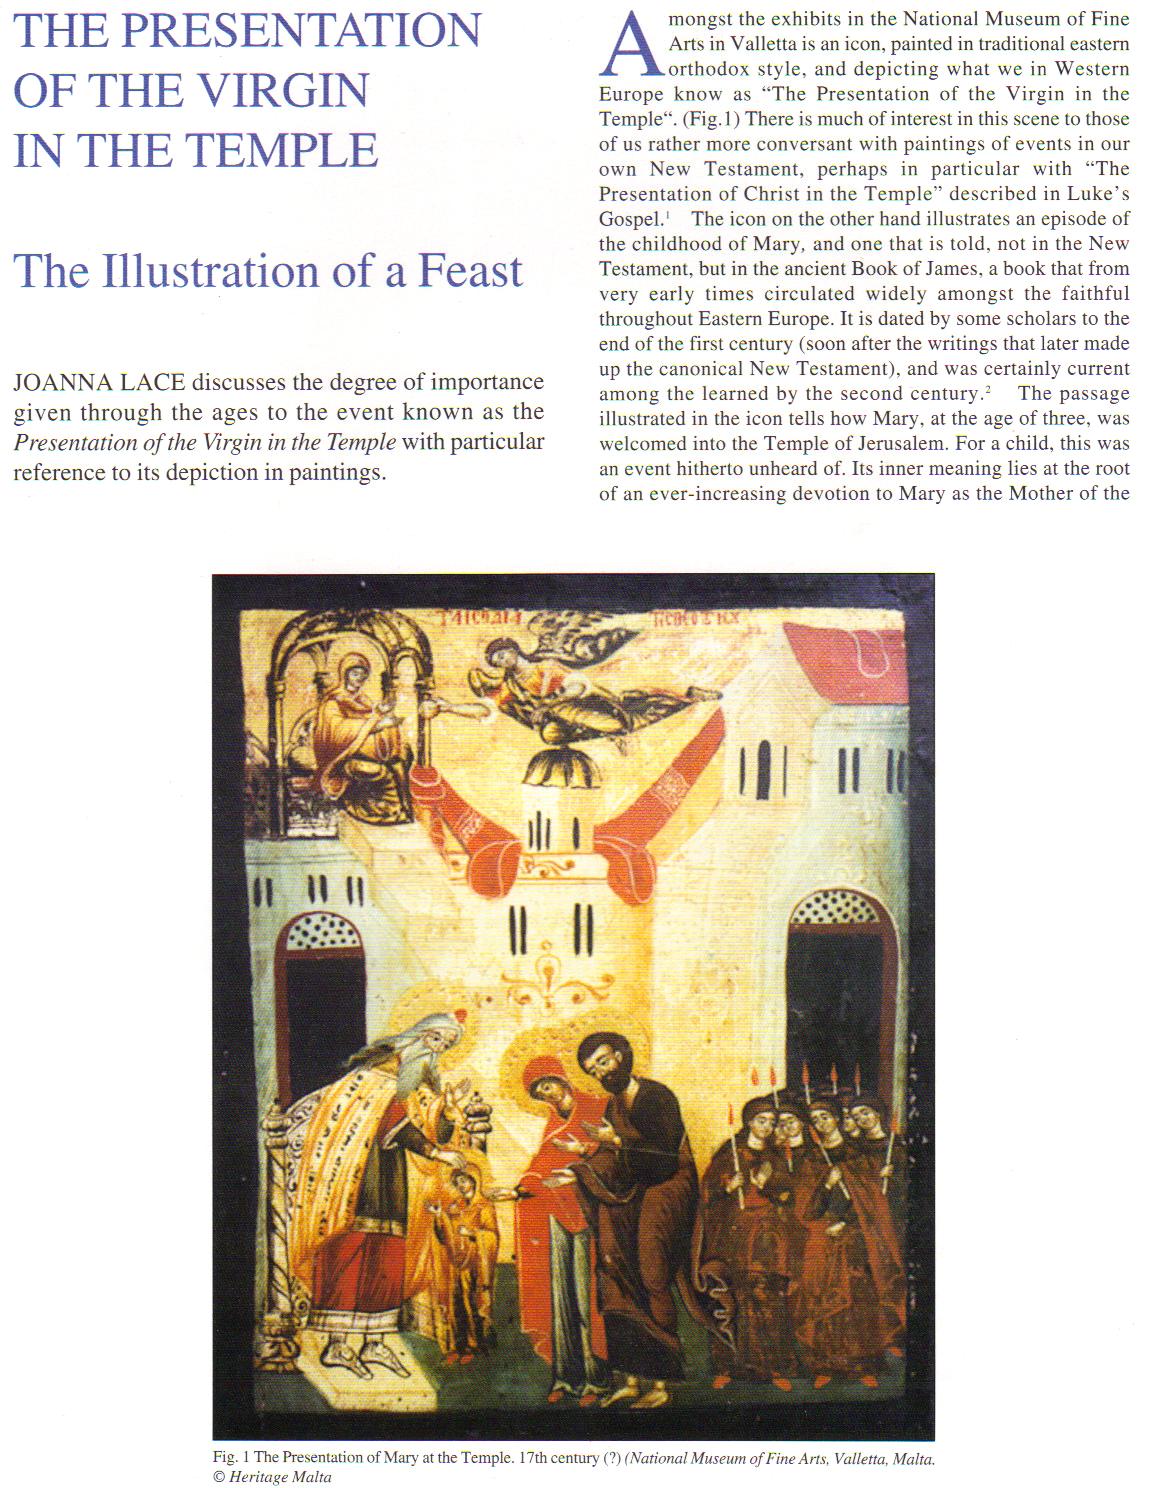 THE PRESENTATION
OF THE VIRGIN
IN THE TEMPLE
The Illustration of a Feast
JOANNA LACE discusses the degree of importance
given through the ages to the event known as the
Presentation of the Virgin in the Temple with particular
reference to its depiction in paintings.
Amongst the exhibits in the National Museum of Fine
Arts in Valletta is an icon, painted in traditional eastern
orthodox style, and depicting what we in Western
Europe know as “The Presentation of the Virgin in the
Temple“. (Fig.1) There is much of interest in this scene to those
of us rather more conversant with paintings of events in our
own New Testament, perhaps in particular with “The
Presentation of Christ in the Temple” described in Luke’s
Gospel.¹ The icon on the other hand illustrates an episode of
the childhood of Mary, and one that is told, not in the New
Testament, but in the ancient Book of James, a book that from
very early times circulated widely amongst the faithful
throughout Eastern Europe. It is dated by some scholars to the
end of the first century (soon after the writings that later made
up the canonical New Testament), and was certainly current
among the learned by the second century.² The passage
illustrated in the icon tells how Mary, at the age of three, was
welcomed into the Temple of Jerusalem. For a child, this was
an event hitherto unheard of. Its inner meaning lies at the root
of an ever-increasing devotion to Mary as the Mother of the
Fig. 1 The Presentation of Mary at the Temple. 17th century (?) (National Museum of Fine Arts, Valletta, Malta.
© Heritage Malta